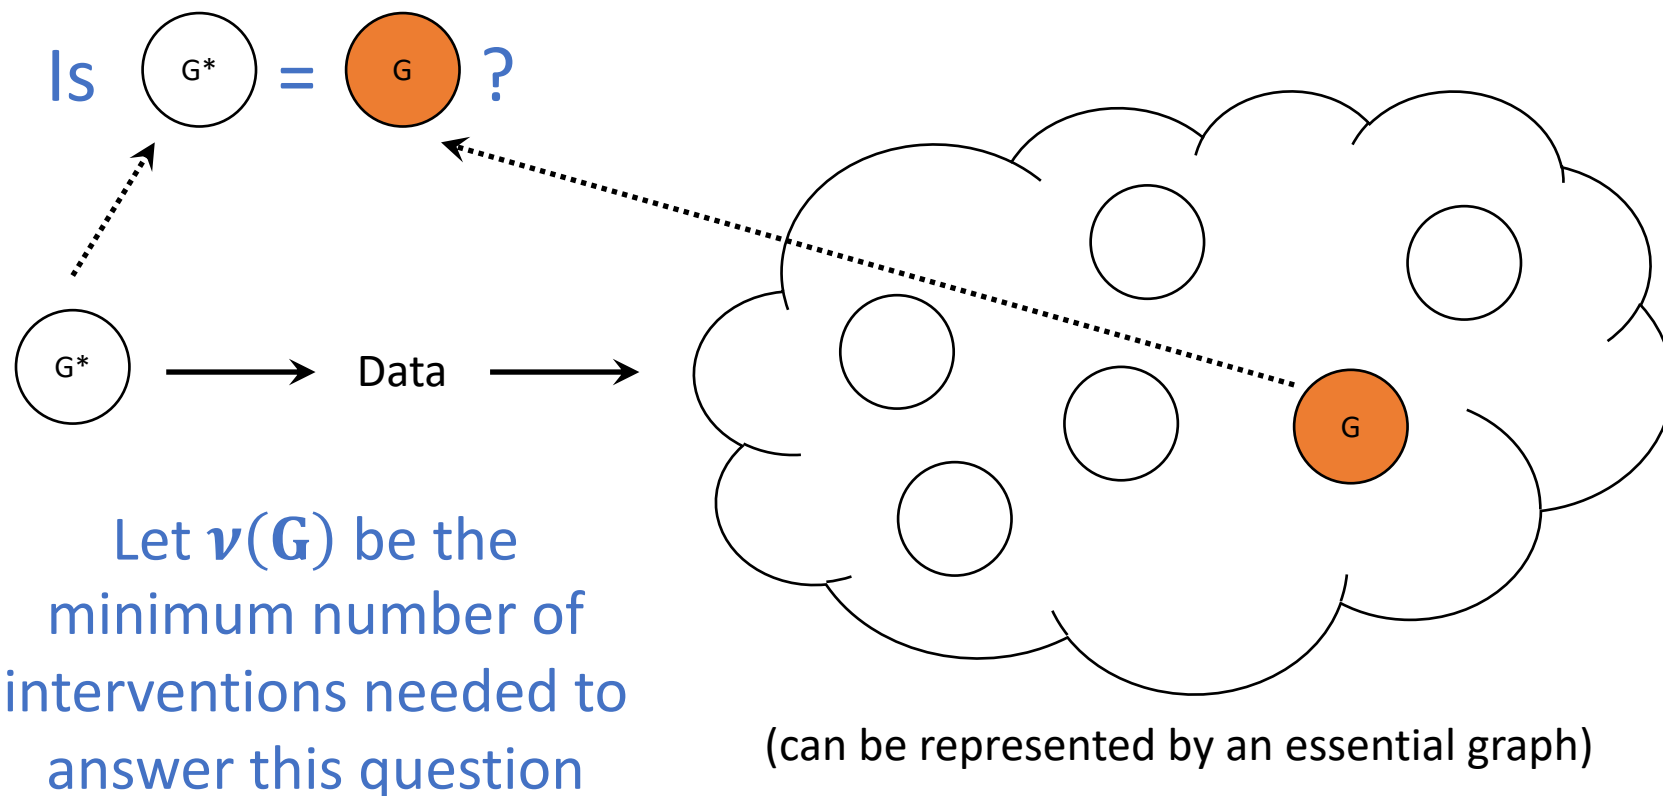 Is G* = G ?
G* Data
G
Let ν(G) be the
minimum number of
interventions needed to
answer this question
(can be represented by an essential graph)